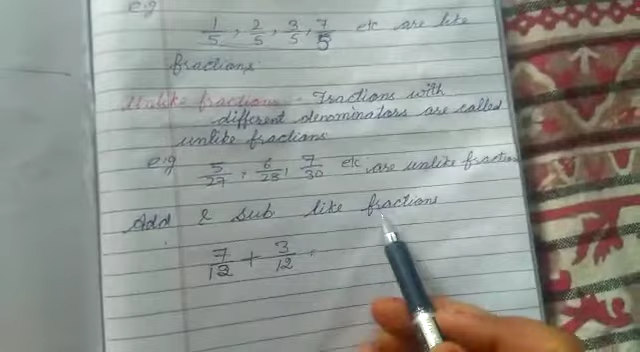 e.g
1/5, 2/5, 3/5, 7/5 etc are like
fractions.
Unlike fractions - Fractions with
different denominators are called
unlike fractions
e.g 5/27, 6/28, 7/30 etc are unlike fraction
Add & sub like fractions
7/12 + 3/12